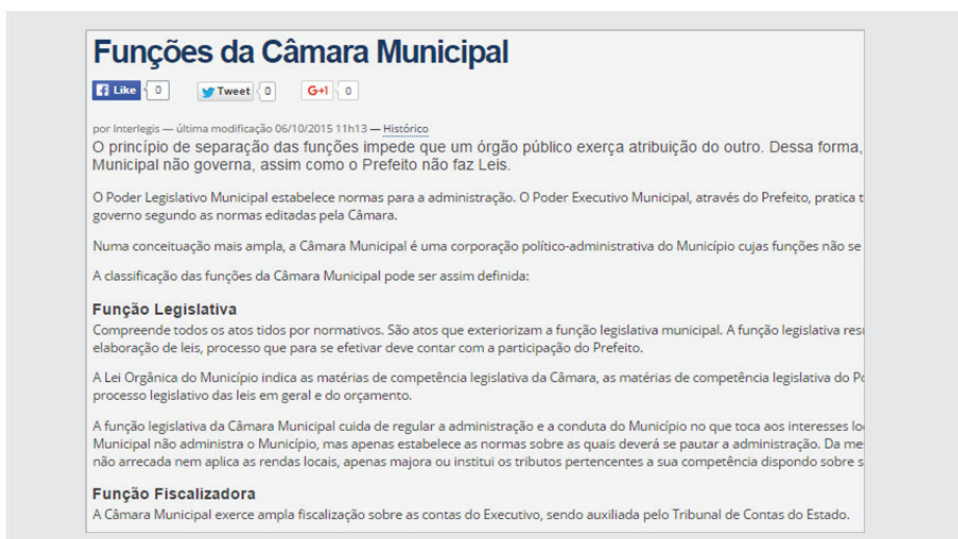 Funções da Câmara Municipal
Like 0 Tweet 0 G+1 0
por Interlegis — última modificação 06/10/2015 11h13 — Histórico
O princípio de separação das funções impede que um órgão público exerça atribuição do outro. Dessa forma,
Municipal não governa, assim como o Prefeito não faz Leis.
O Poder Legislativo Municipal estabelece normas para a administração. O Poder Executivo Municipal, através do Prefeito, pratica t
governo segundo as normas editadas pela Câmara.
Numa conceituação mais ampla, a Câmara Municipal é uma corporação político-administrativa do Município cujas funções não se
A classificação das funções da Câmara Municipal pode ser assim definida:
Função Legislativa
Compreende todos os atos tidos por normativos. São atos que exteriorizam a função legislativa municipal. A função legislativa res
elaboração de leis, processo que para se efetivar deve contar com a participação do Prefeito.
A Lei Orgânica do Município indica as matérias de competência legislativa da Câmara, as matérias de competência legislativa do Po
processo legislativo das leis em geral e do orçamento.
A função legislativa da Câmara Municipal cuida de regular a administração e a conduta do Município no que toca aos interesses lo
Municipal não administra o Município, mas apenas estabelece as normas sobre as quais deverá se pautar a administração. Da me
não arrecada nem aplica as rendas locais, apenas majora ou institui os tributos pertencentes a sua competência dispondo sobre s
Função Fiscalizadora
A Câmara Municipal exerce ampla fiscalização sobre as contas do Executivo, sendo auxiliada pelo Tribunal de Contas do Estado.